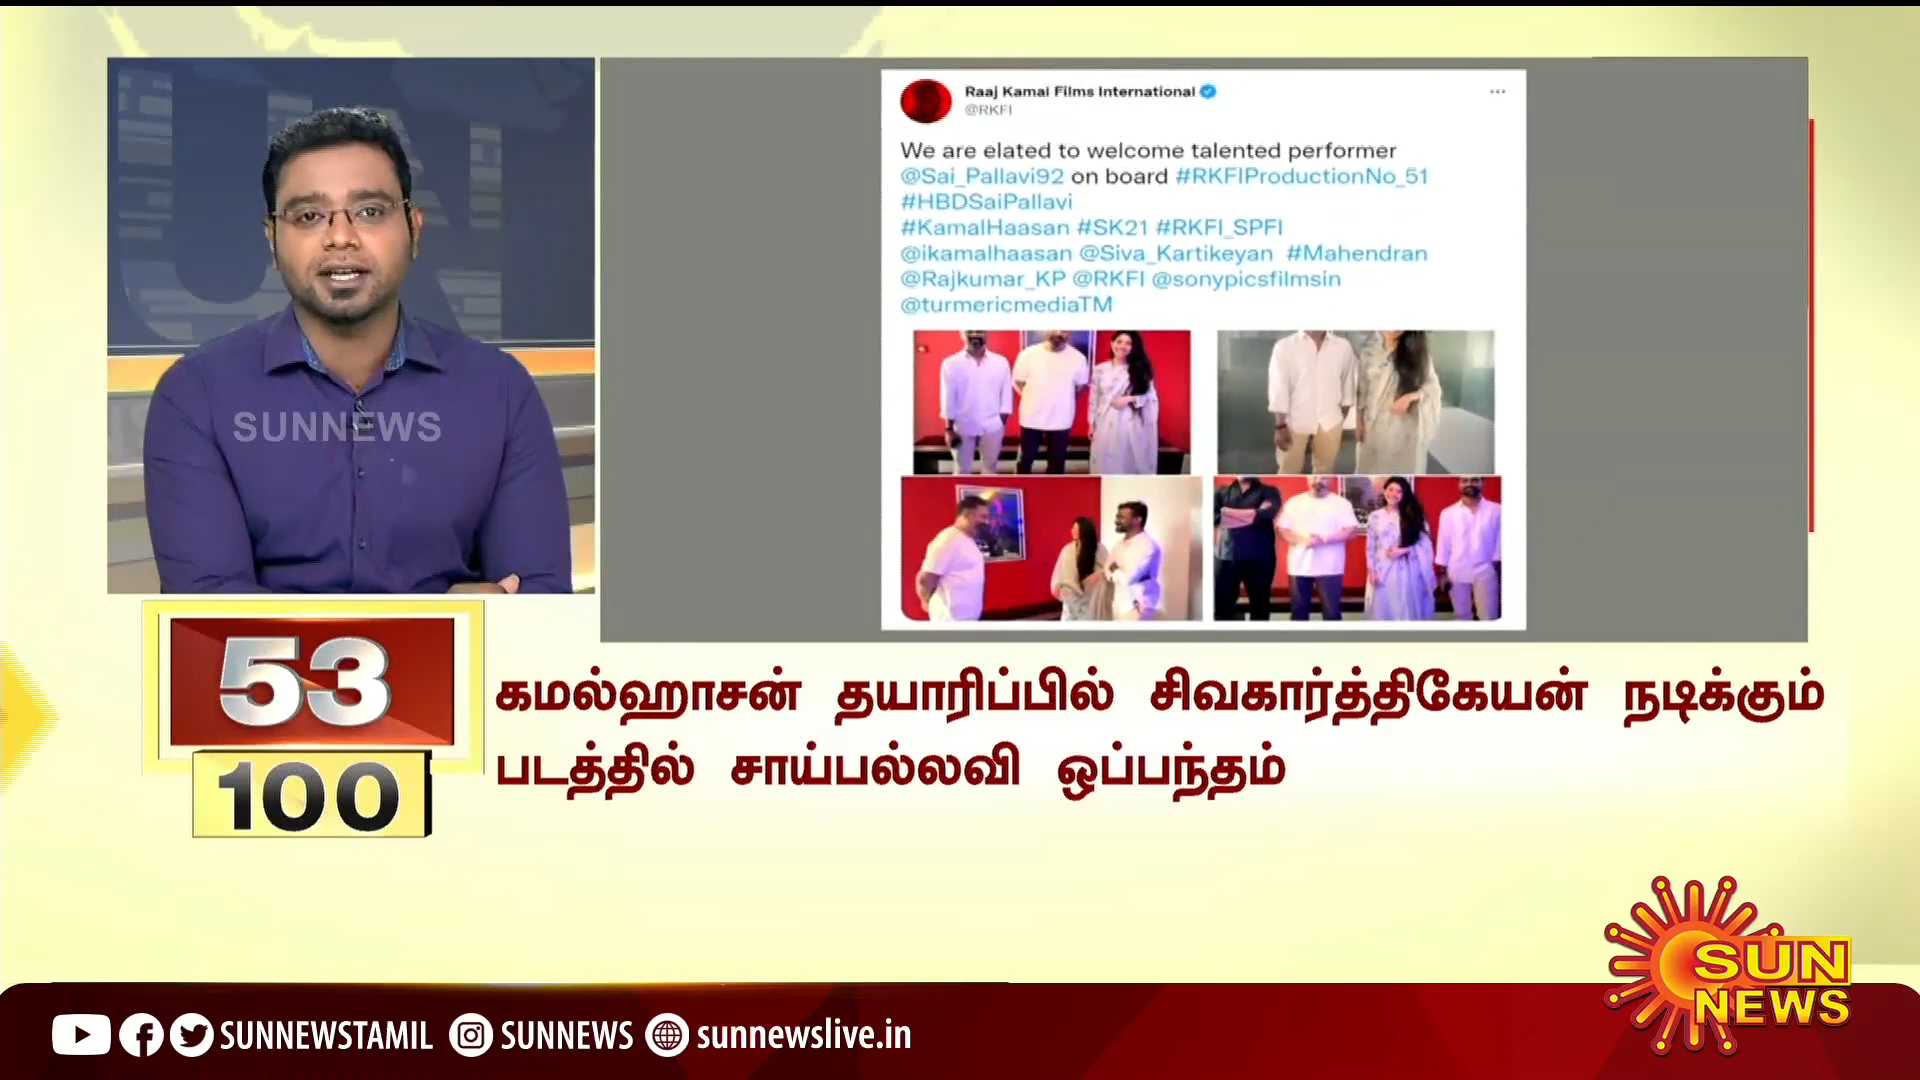 Raaj Kamal Films International
@RKFI
We are elated to welcome talented performer
@Sai_Pallavi92 on board #RKFIProductionNo_51
#HBDSaiPallavi
#KamalHaasan #SK21 #RKFI_SPFI
@ikamalhaasan @Siva_Kartikeyan #Mahendran
@Rajkumar_KP @RKFI @sonypicsfilmsin
@turmericmediaTM
SUNNEWS
53
100
கமல்ஹாசன் தயாரிப்பில் சிவகார்த்திகேயன் நடிக்கும்
படத்தில் சாய்பல்லவி ஒப்பந்தம்
SUN
NEWS
SUNNEWSTAMIL SUNNEWS sunnewslive.in